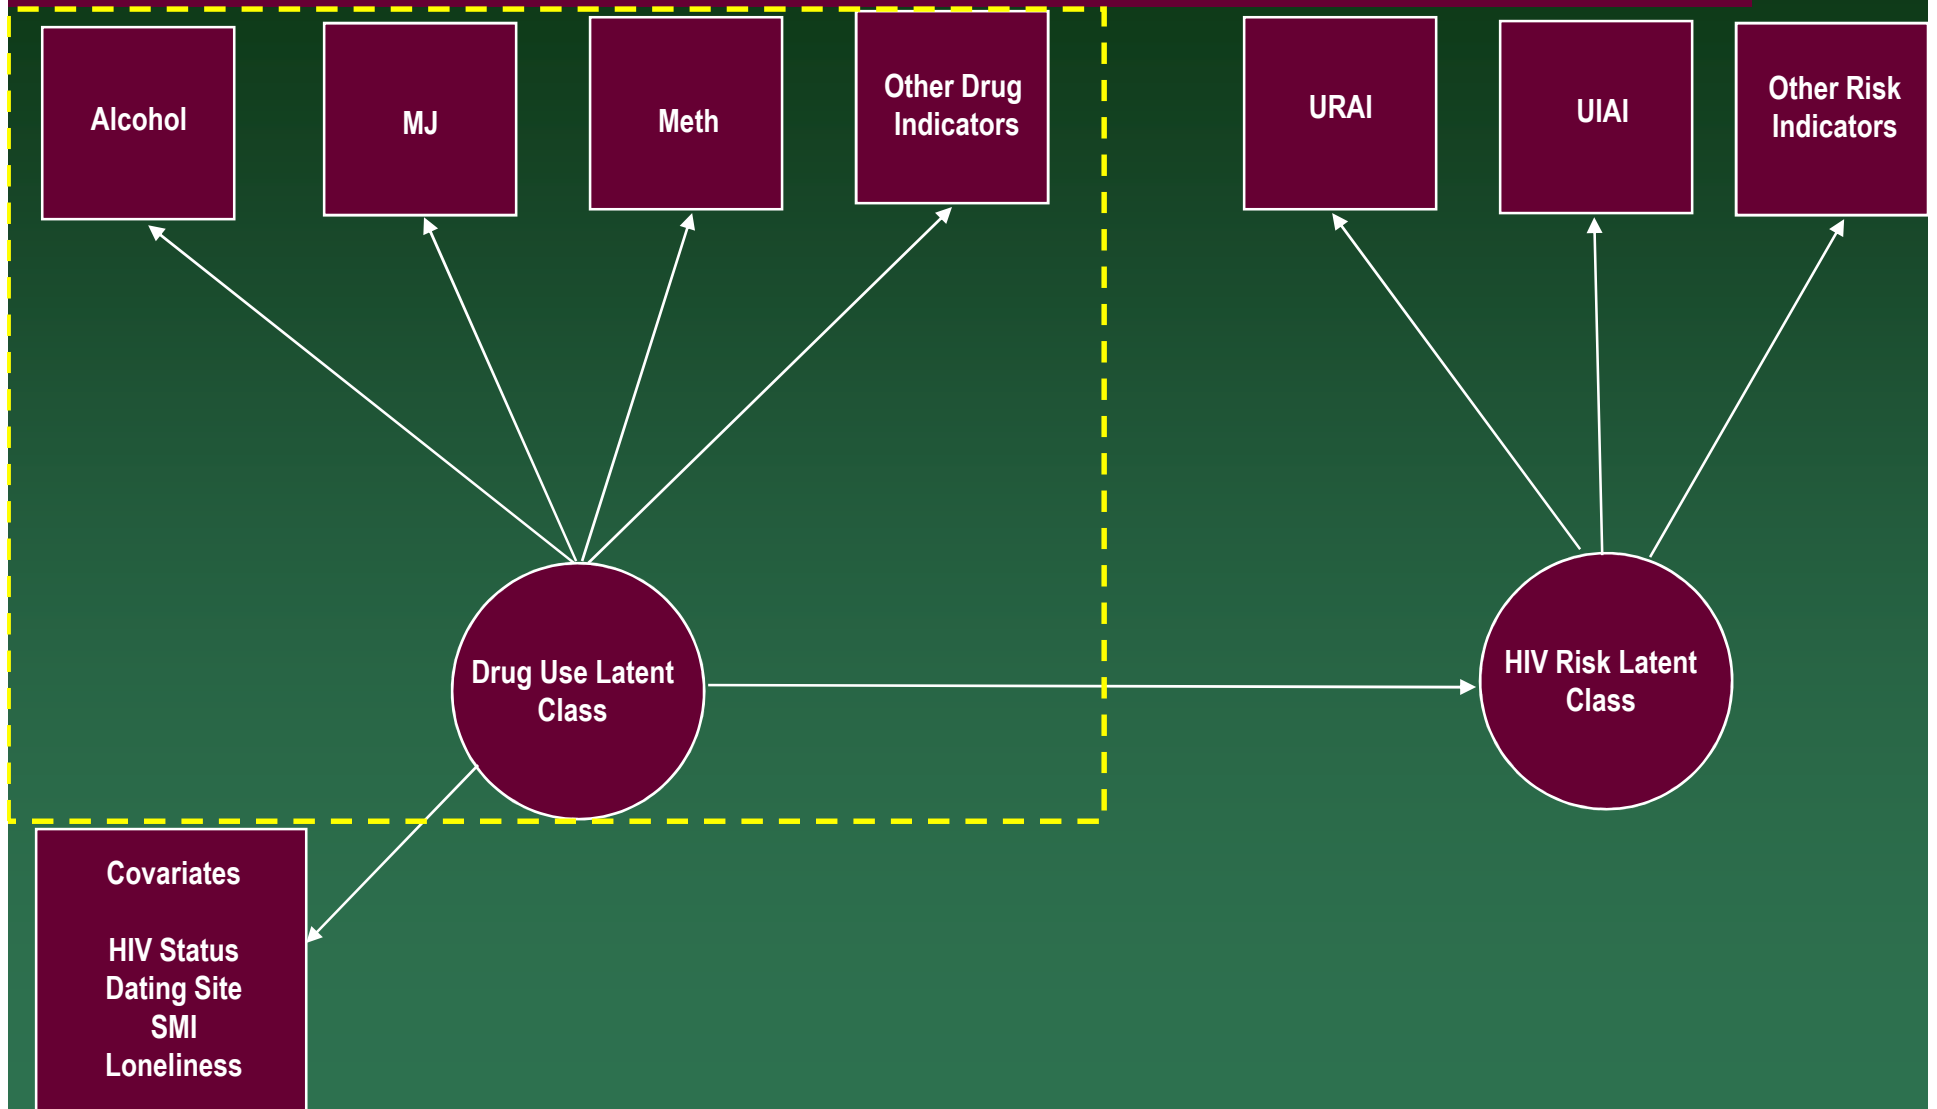 Alcohol
MJ
Meth
Other Drug
Indicators
URAI
UIAI
Other Risk
Indicators
Drug Use Latent
Class
HIV Risk Latent
Class
Covariates
HIV Status
Dating Site
SMI
Loneliness